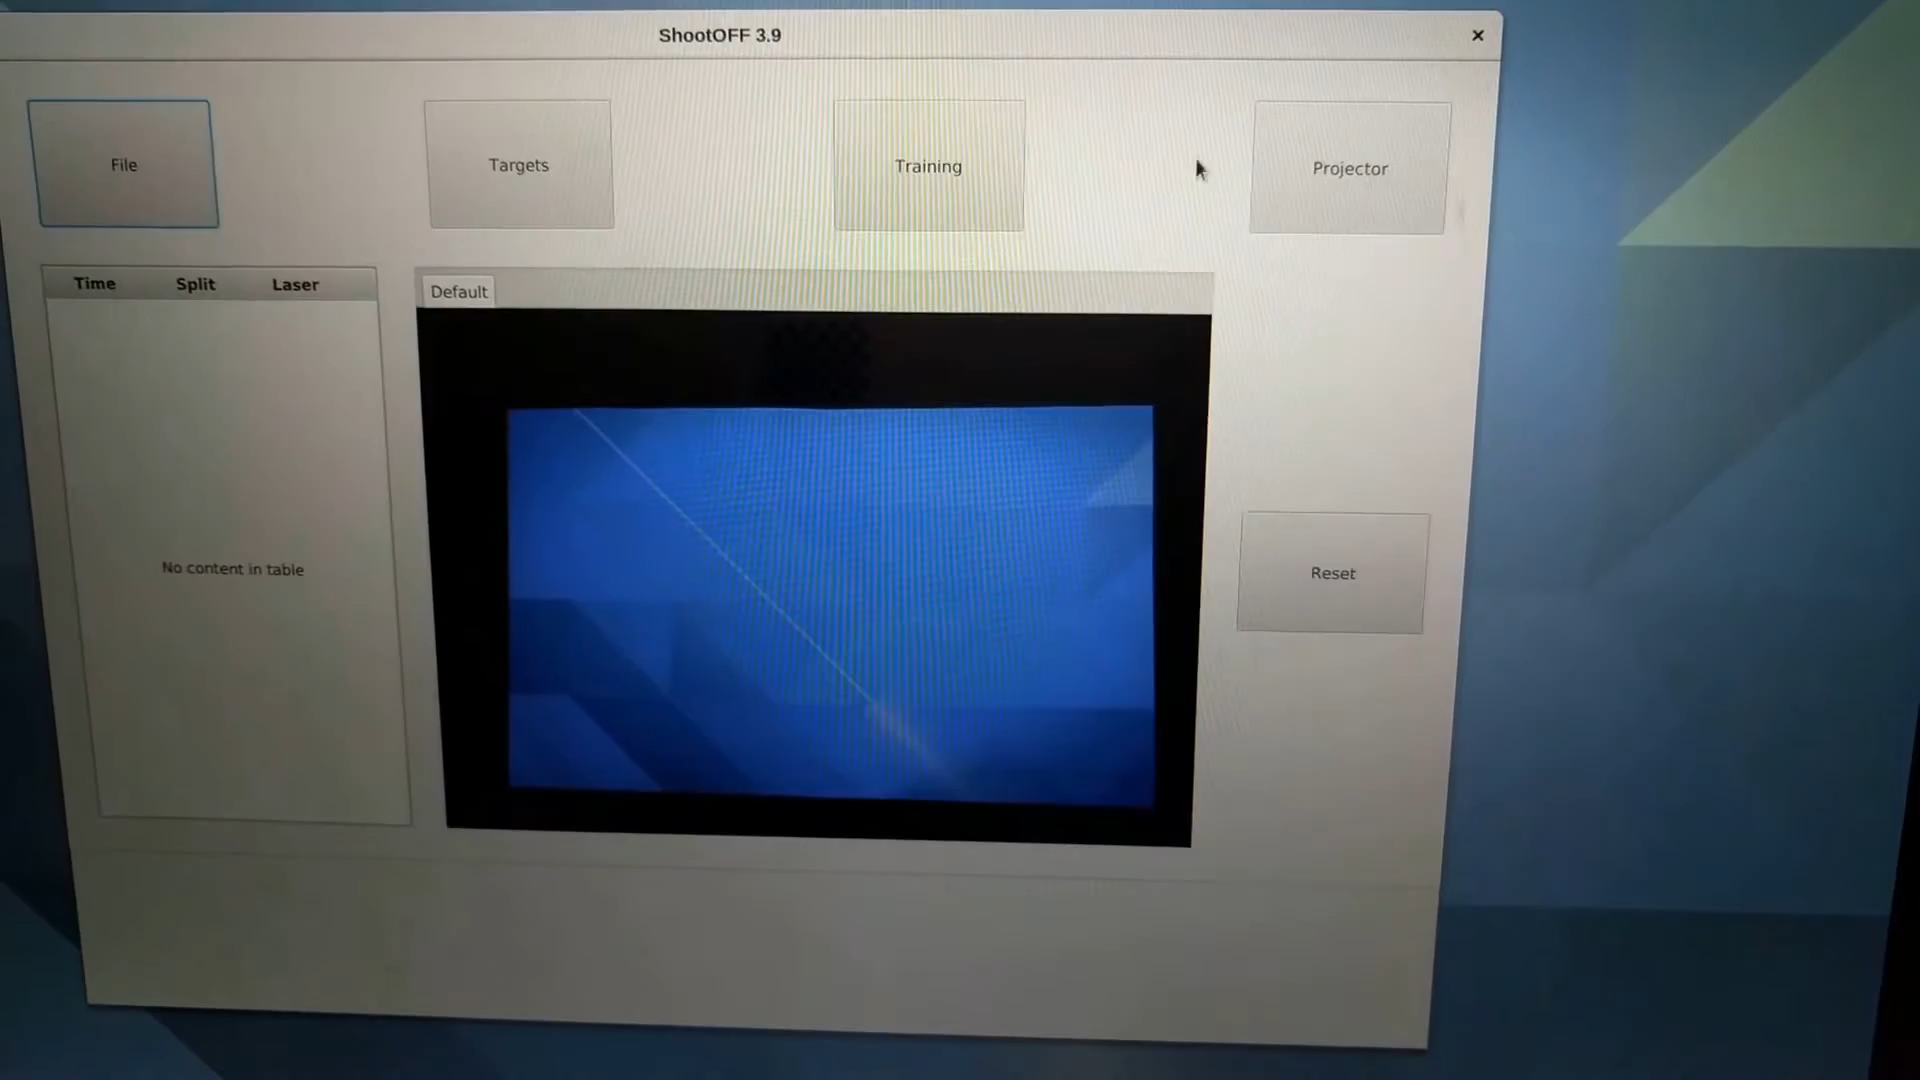 ShootOFF 3.9
×
File
Targets
Training
Projector
Time Split Laser
Default
No content in table
Reset